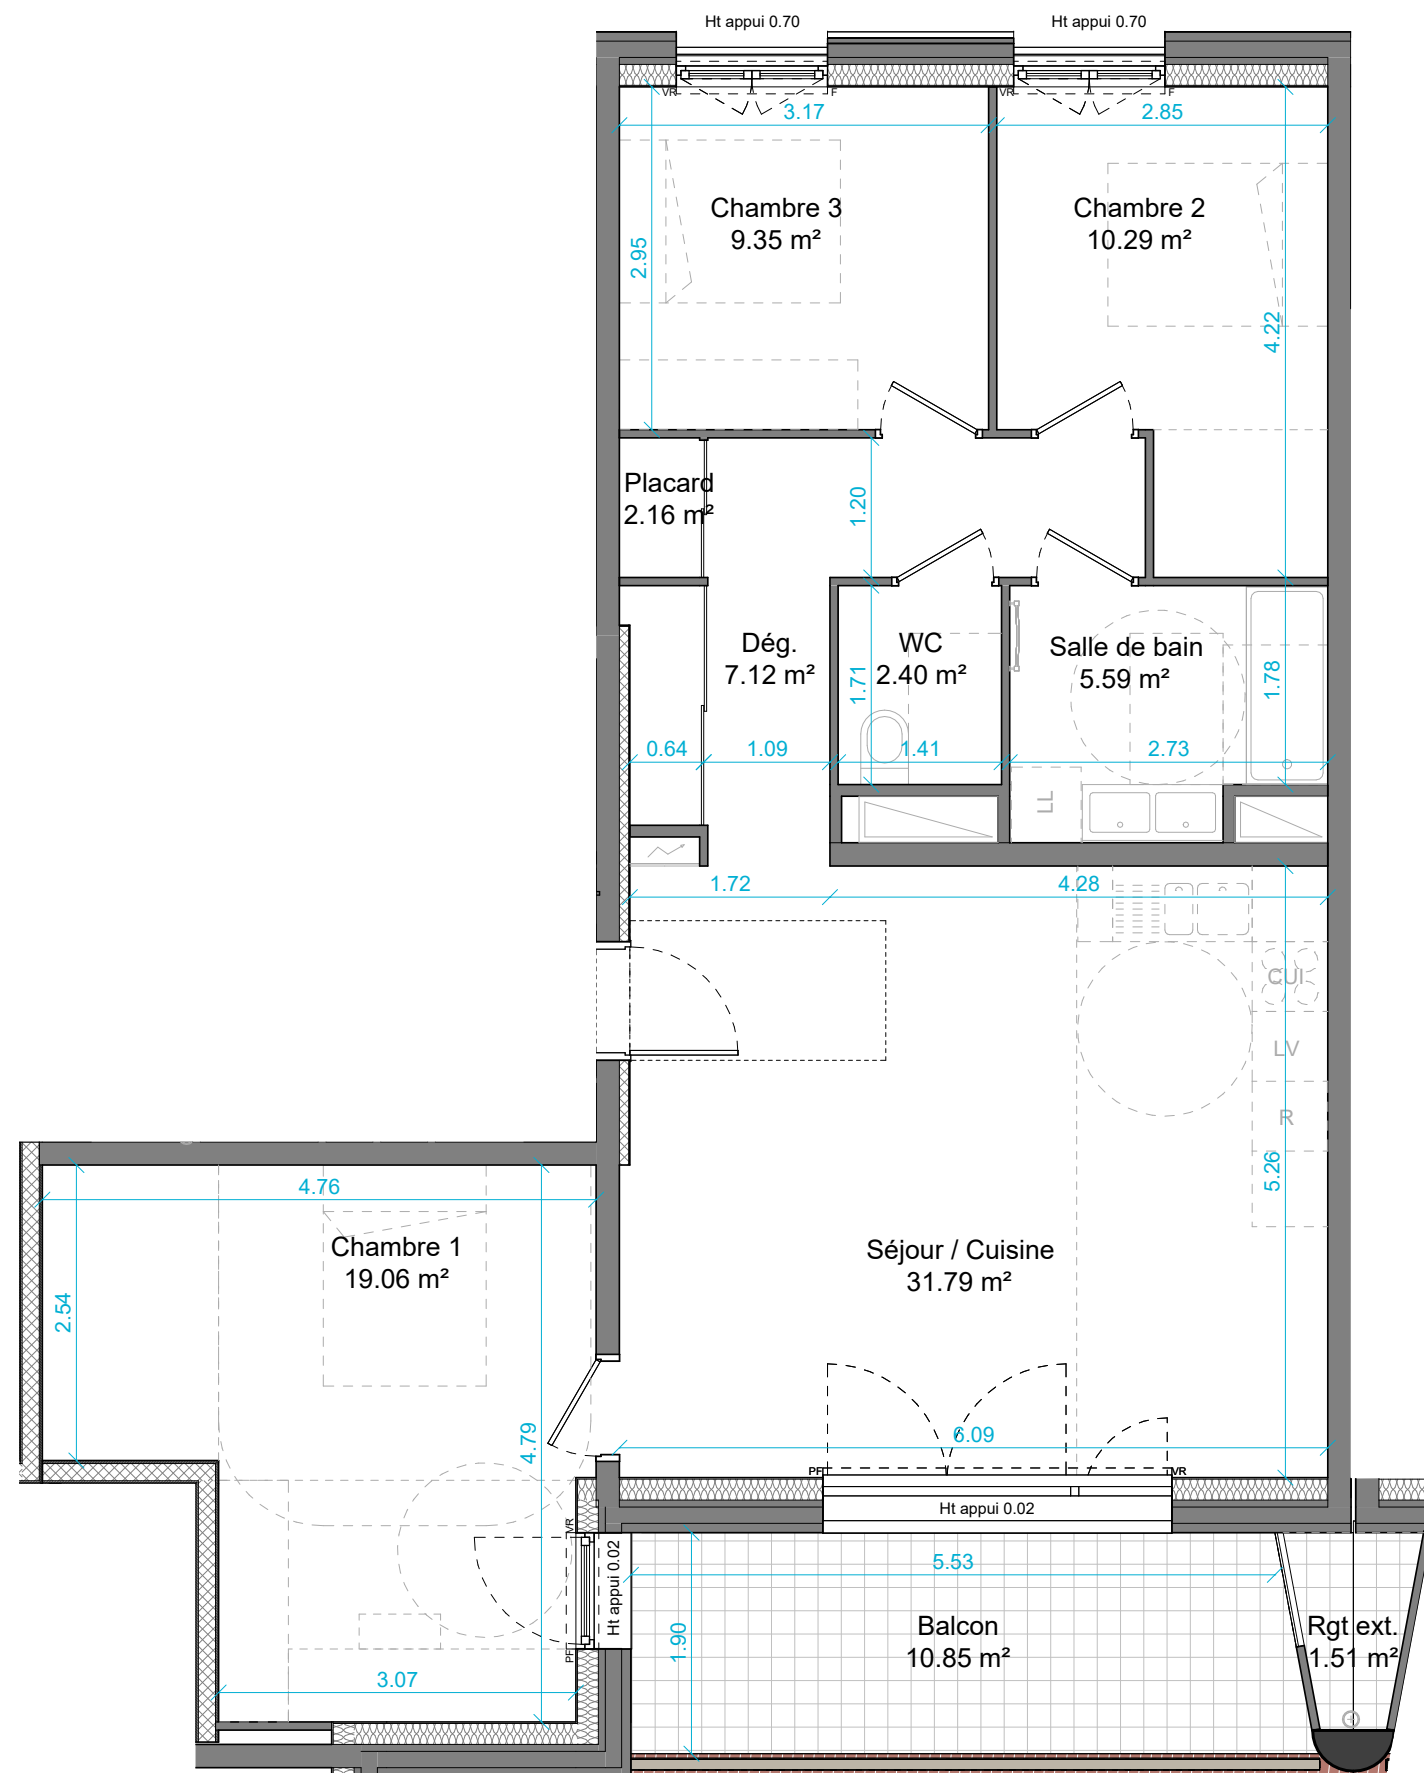 Ht appui 0.70
Ht appui 0.70
VR
F
VR
F
3.17
2.85
Chambre 3
9.35 m²
Chambre 2
10.29 m²
2.95
4.22
Placard
2.16 m²
1.20
Dég.
7.12 m²
WC
2.40 m²
Salle de bain
5.59 m²
1.71
1.78
0.64
1.09
1.41
2.73
LL
1.72
4.28
CUI
LV
R
5.26
4.76
Chambre 1
19.06 m²
Séjour / Cuisine
31.79 m²
2.54
4.79
6.09
PF
VR
Ht appui 0.02
VR
Ht appui 0.02
PF
5.53
1.90
Balcon
10.85 m²
Rgt ext.
1.51 m²
3.07